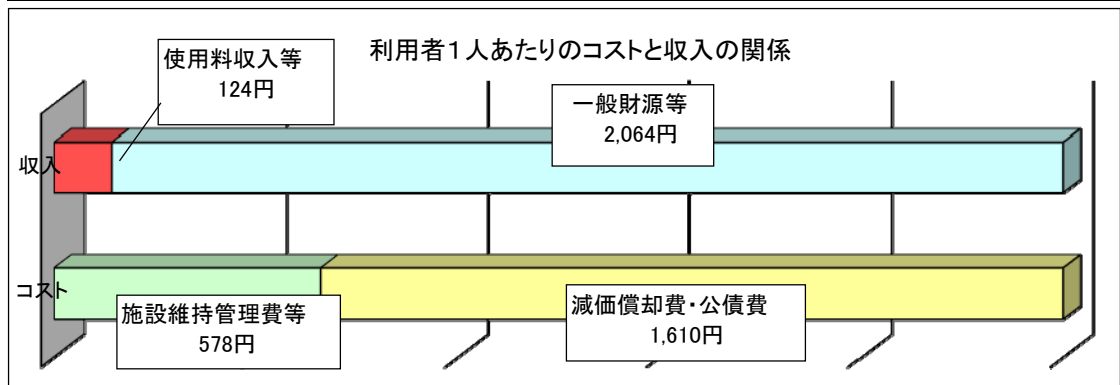 利用者１人あたりのコストと収入の関係
使用料収入等
124円
一般財源等
2,064円
収入
コスト
施設維持管理費等
578円
減価償却費・公債費
1,610円